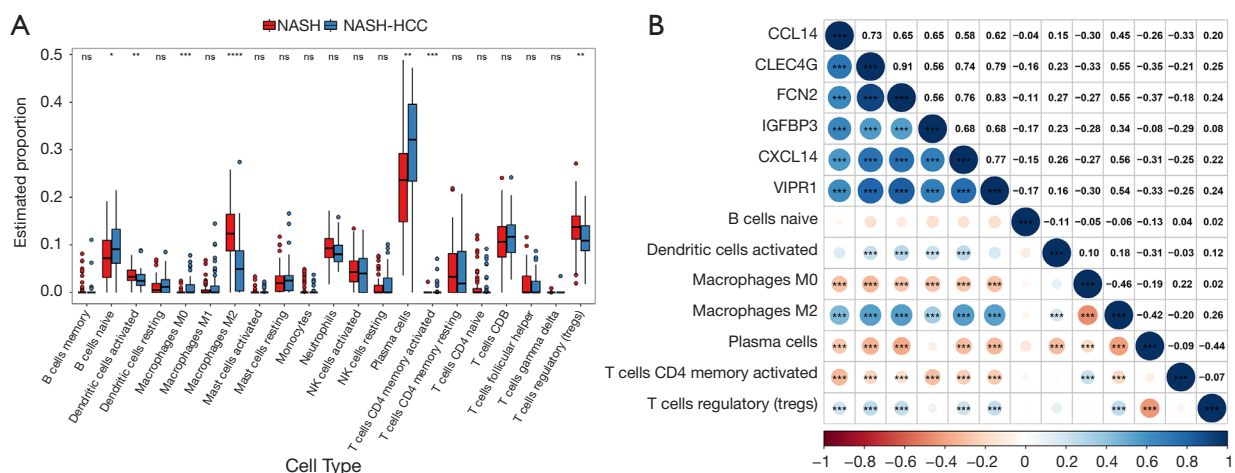 A
NASH NASH-HCC
ns * ** ns *** ns **** ns ns ns ns ns ns ** *** ns ns ns ns ns **
Estimated proportion
0.5
0.4
0.3
0.2
0.1
0.0
B cells memory
B cells naive
Dendritic cells activated
Dendritic cells resting
Macrophages M0
Macrophages M1
Macrophages M2
Mast cells activated
Mast cells resting
Monocytes
Neutrophils
NK cells activated
NK cells resting
Plasma cells
T cells CD4 memory activated
T cells CD4 memory resting
T cells CD4 naive
T cells CDB
T cells follicular helper
T cells gamma delta
T cells regulatory (tregs)
Cell Type
B
CCL14 *** 0.73 0.65 0.65 0.58 0.62 −0.04 0.15 −0.30 0.45 −0.26 −0.33 0.20
CLEC4G *** *** 0.91 0.56 0.74 0.79 −0.16 0.23 −0.33 0.55 −0.35 −0.21 0.25
FCN2 *** *** *** 0.56 0.76 0.83 −0.11 0.27 −0.27 0.55 −0.37 −0.18 0.24
IGFBP3 *** *** *** *** 0.68 0.68 −0.17 0.23 −0.28 0.34 −0.08 −0.29 0.08
CXCL14 *** *** *** *** *** 0.77 −0.15 0.26 −0.27 0.56 −0.31 −0.25 0.22
VIPR1 *** *** *** *** *** *** −0.17 0.16 −0.30 0.54 −0.33 −0.25 0.24
B cells naive *** −0.11 −0.05 −0.06 −0.13 0.04 0.02
Dendritic cells activated *** *** *** *** *** 0.10 0.18 −0.31 −0.03 0.12
Macrophages M0 *** *** *** *** *** *** *** −0.46 −0.19 0.22 0.02
Macrophages M2 *** *** *** *** *** *** *** *** *** −0.42 −0.20 0.26
Plasma cells *** *** *** *** *** *** *** *** *** −0.09 −0.44
T cells CD4 memory activated *** *** *** *** *** *** *** *** *** −0.07
T cells regulatory (tregs) *** *** *** *** *** *** *** ***
−1 −0.8 −0.6 −0.4 −0.2 0 0.2 0.4 0.6 0.8 1